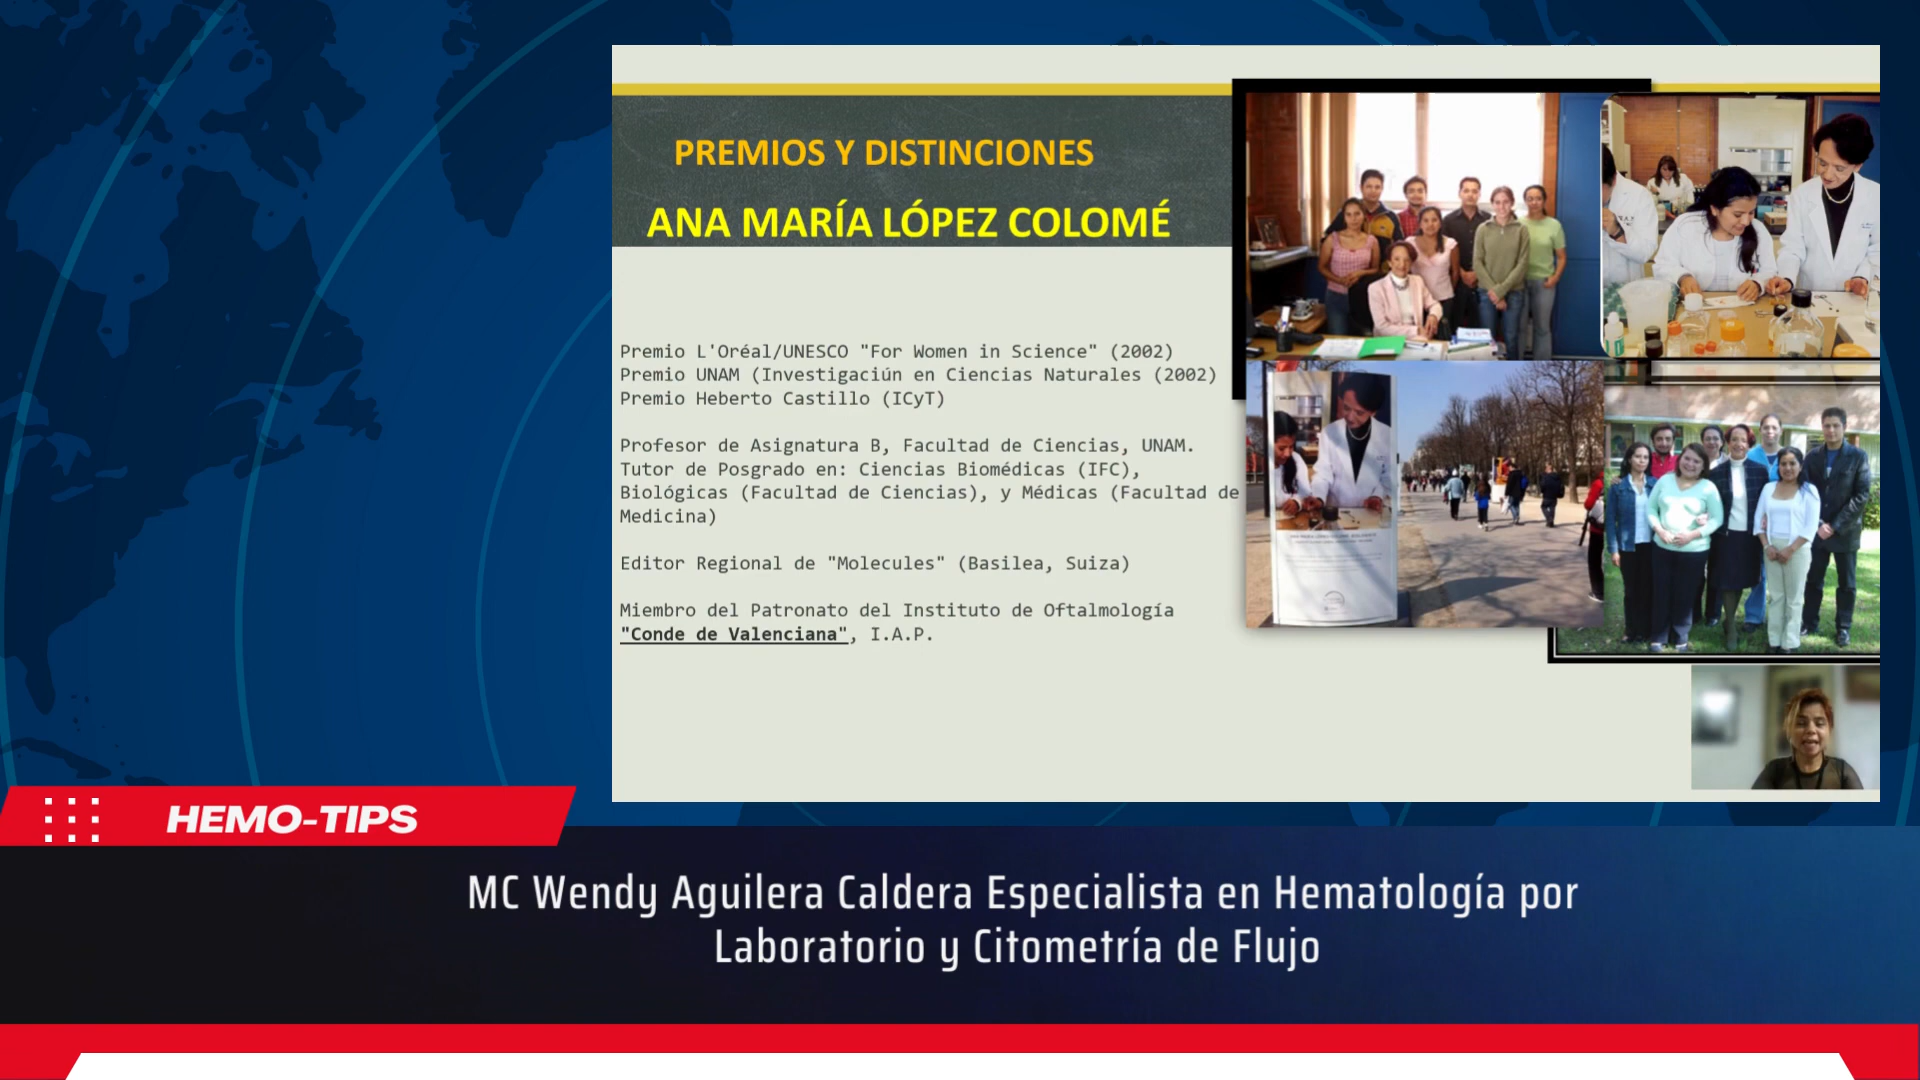 PREMIOS Y DISTINCIONES
ANA MARÍA LÓPEZ COLOMÉ
Premio L'Oréal/UNESCO "For Women in Science" (2002)
Premio UNAM (Investigaciún en Ciencias Naturales (2002)
Premio Heberto Castillo (ICyT)
Profesor de Asignatura B, Facultad de Ciencias, UNAM.
Tutor de Posgrado en: Ciencias Biomédicas (IFC),
Biológicas (Facultad de Ciencias), y Médicas (Facultad de
Medicina)
Editor Regional de "Molecules" (Basilea, Suiza)
Miembro del Patronato del Instituto de Oftalmología
"Conde de Valenciana", I.A.P.
HEMO-TIPS
MC Wendy Aguilera Caldera Especialista en Hematología por
Laboratorio y Citometría de Flujo